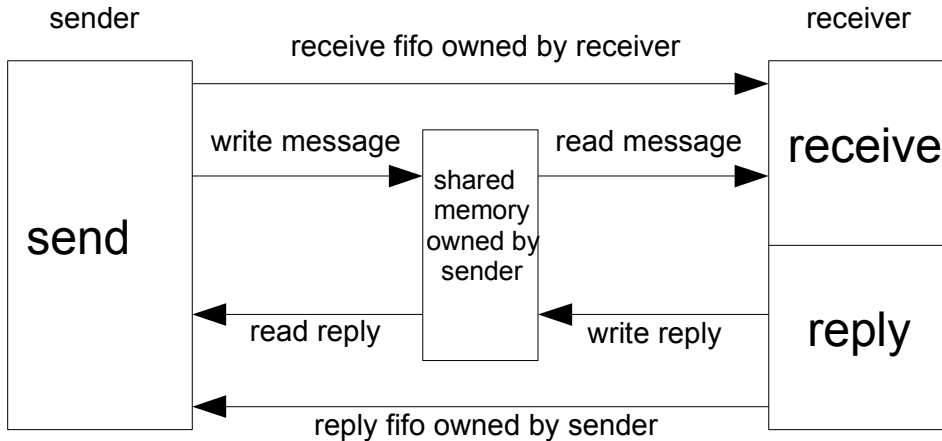 sender
receiver
receive fifo owned by receiver
write message
read message
receive
shared
memory
owned by
sender
send
read reply
write reply
reply
reply fifo owned by sender